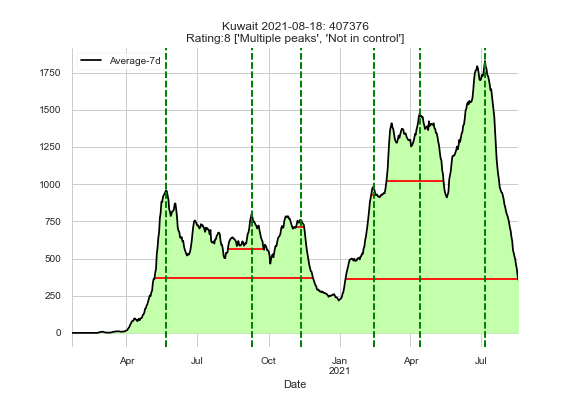 Kuwait 2021-08-18: 407376
Rating:8 ['Multiple peaks', 'Not in control']
Average-7d
1750
1500
1250
1000
750
500
250
0
Apr Jul Oct Jan Apr Jul
2021
Date